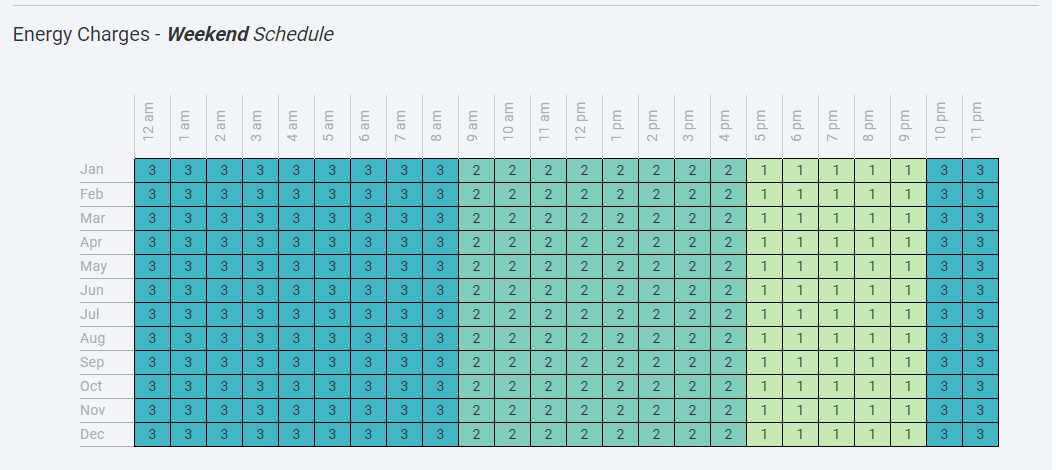 Energy Charges - Weekend Schedule
12 am 1 am 2 am 3 am 4 am 5 am 6 am 7 am 8 am 9 am 10 am 11 am 12 pm 1 pm 2 pm 3 pm 4 pm 5 pm 6 pm 7 pm 8 pm 9 pm 10 pm 11 pm
Jan 3 3 3 3 3 3 3 3 3 2 2 2 2 2 2 2 2 1 1 1 1 1 3 3
Feb 3 3 3 3 3 3 3 3 3 2 2 2 2 2 2 2 2 1 1 1 1 1 3 3
Mar 3 3 3 3 3 3 3 3 3 2 2 2 2 2 2 2 2 1 1 1 1 1 3 3
Apr 3 3 3 3 3 3 3 3 3 2 2 2 2 2 2 2 2 1 1 1 1 1 3 3
May 3 3 3 3 3 3 3 3 3 2 2 2 2 2 2 2 2 1 1 1 1 1 3 3
Jun 3 3 3 3 3 3 3 3 3 2 2 2 2 2 2 2 2 1 1 1 1 1 3 3
Jul 3 3 3 3 3 3 3 3 3 2 2 2 2 2 2 2 2 1 1 1 1 1 3 3
Aug 3 3 3 3 3 3 3 3 3 2 2 2 2 2 2 2 2 1 1 1 1 1 3 3
Sep 3 3 3 3 3 3 3 3 3 2 2 2 2 2 2 2 2 1 1 1 1 1 3 3
Oct 3 3 3 3 3 3 3 3 3 2 2 2 2 2 2 2 2 1 1 1 1 1 3 3
Nov 3 3 3 3 3 3 3 3 3 2 2 2 2 2 2 2 2 1 1 1 1 1 3 3
Dec 3 3 3 3 3 3 3 3 3 2 2 2 2 2 2 2 2 1 1 1 1 1 3 3